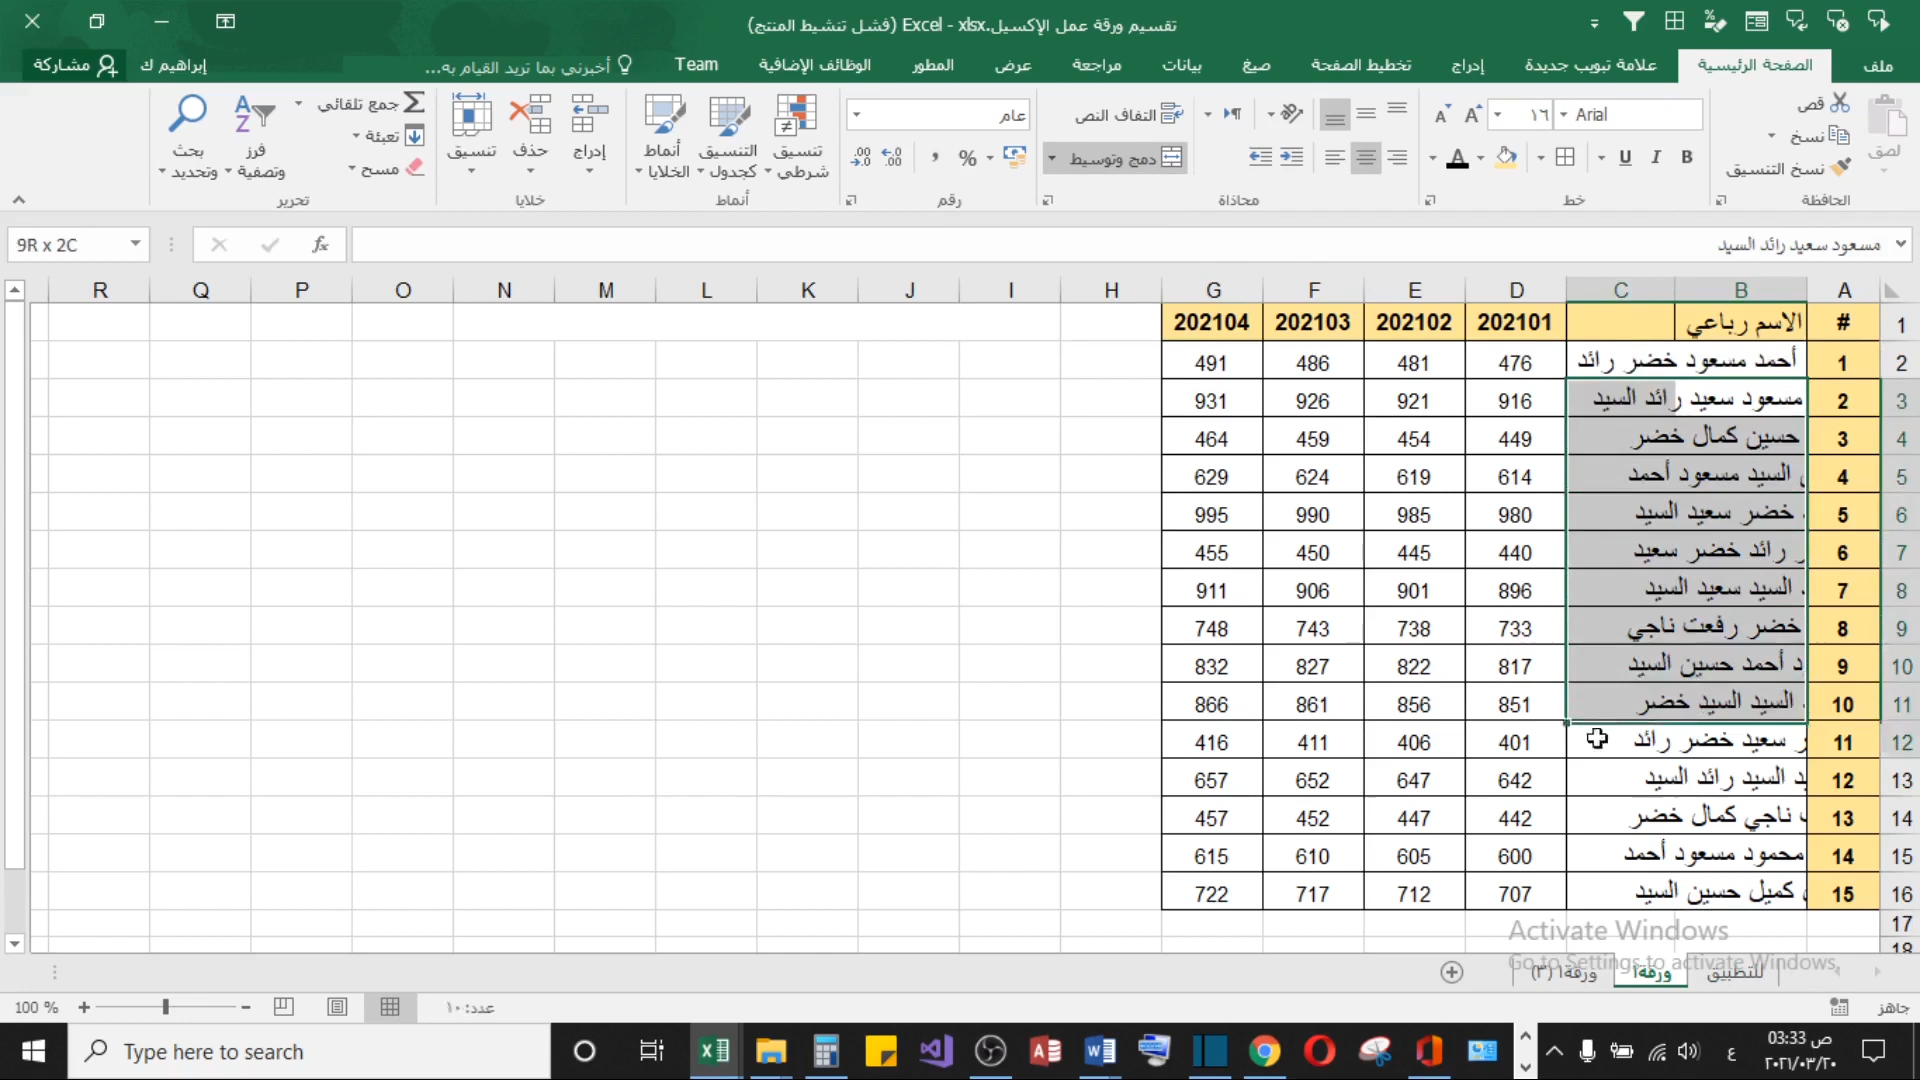 تقسيم ورقة عمل الإكسيل.xlsx - Excel (فشل تنشيط المنتج)
ملف
الصفحة الرئيسية
علامة تبويب جديدة
إدراج
تخطيط الصفحة
صيغ
بيانات
مراجعة
عرض
المطور
الوظائف الإضافية
Team
أخبرني بما تريد القيام به...
إبراهيم ك
مشاركة
لصق
قص
نسخ
نسخ التنسيق
الحافظة
Arial
١٦
B I U
خط
التفاف النص
دمج وتوسيط
محاذاة
عام
%
رقم
تنسيق شرطي
التنسيق كجدول
أنماط الخلايا
أنماط
إدراج
حذف
تنسيق
خلايا
جمع تلقائي
تعبئة
مسح
فرز وتصفية
بحث وتحديد
تحرير
9R x 2C
fx
مسعود سعيد رائد السيد
A B C D E F G H I J K L M N O P Q R
1 # الاسم رباعي 202101 202102 202103 202104
2 1 أحمد مسعود خضر رائد 476 481 486 491
3 2 مسعود سعيد رائد السيد 916 921 926 931
4 3 حسين كمال خضر 449 454 459 464
5 4 السيد مسعود أحمد 614 619 624 629
6 5 خضر سعيد السيد 980 985 990 995
7 6 رائد خضر سعيد 440 445 450 455
8 7 السيد سعيد السيد 896 901 906 911
9 8 خضر رفعت ناجي 733 738 743 748
10 9 أحمد حسين السيد 817 822 827 832
11 10 السيد السيد خضر 851 856 861 866
12 11 سعيد خضر رائد 401 406 411 416
13 12 السيد رائد السيد 642 647 652 657
14 13 ناجي كمال خضر 442 447 452 457
15 14 محمود مسعود أحمد 600 605 610 615
16 15 كميل حسين السيد 707 712 717 722
17
18
Activate Windows
Go to Settings to activate Windows.
للتطبيق
ورقة١
ورقة١ (٣)
جاهز
عدد: ١٠
100 %
Type here to search
ع
03:33 ص
٢٠٢١/٠٣/٢٠